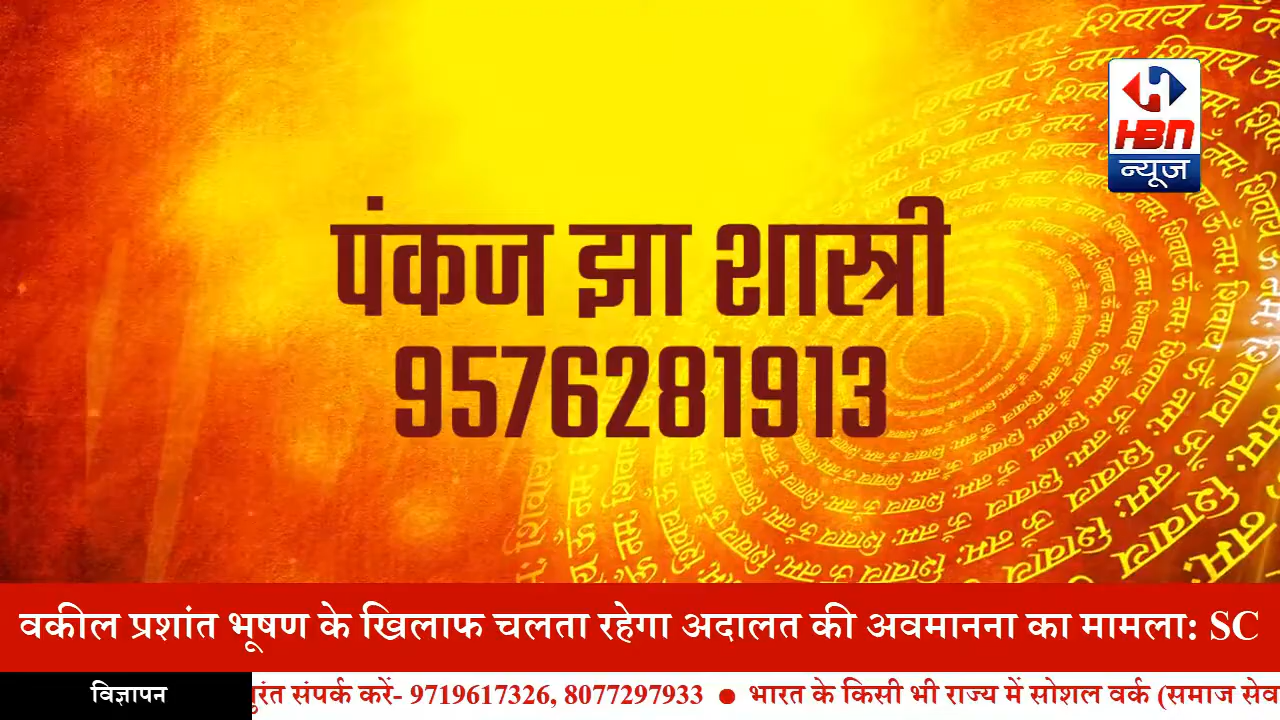 HBN
न्यूज
पंकज झा शास्त्री
9576281913
वकील प्रशांत भूषण के खिलाफ चलता रहेगा अदालत की अवमानना का मामला: SC
विज्ञापन
संपर्क करें- 9719617326, 8077297933 ● भारत के किसी भी राज्य में सोशल वर्क (समाज